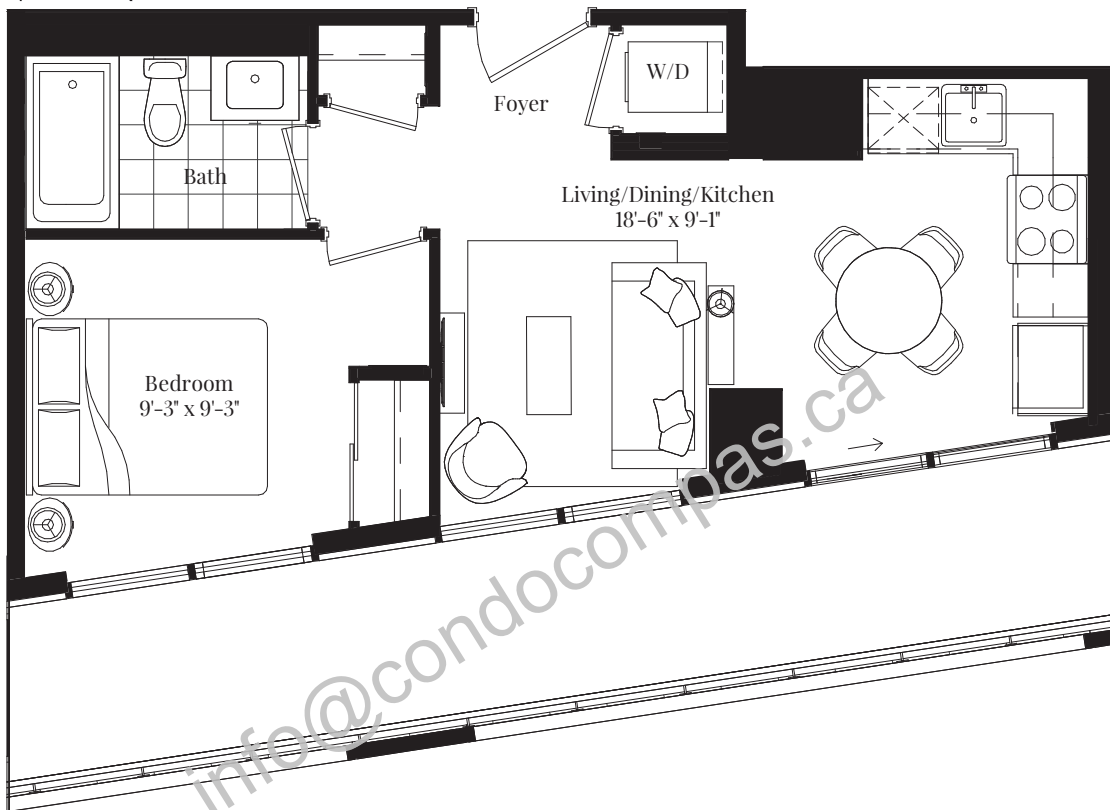 W/D
Foyer
Bath
Living/Dining/Kitchen
18'-6" x 9'-1"
Bedroom
9'-3" x 9'-3"
info@condocompas.ca